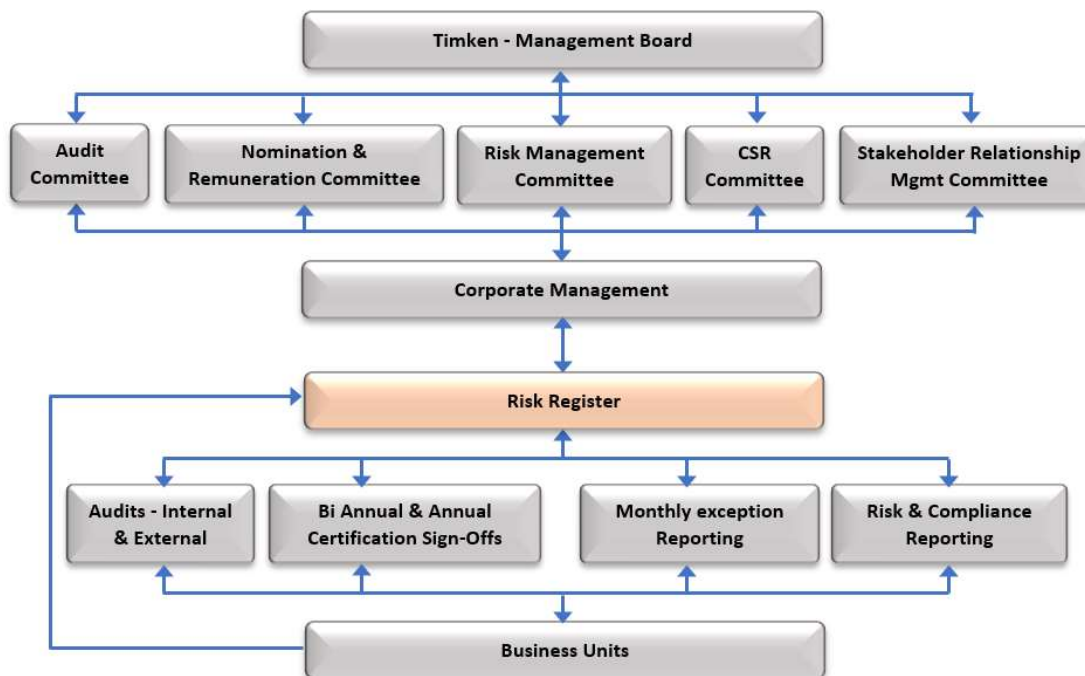 Timken - Management Board
Audit
Committee
Nomination &
Remuneration Committee
Risk Management
Committee
CSR
Committee
Stakeholder Relationship
Mgmt Committee
Corporate Management
Risk Register
Audits - Internal
& External
Bi Annual & Annual
Certification Sign-Offs
Monthly exception
Reporting
Risk & Compliance
Reporting
Business Units